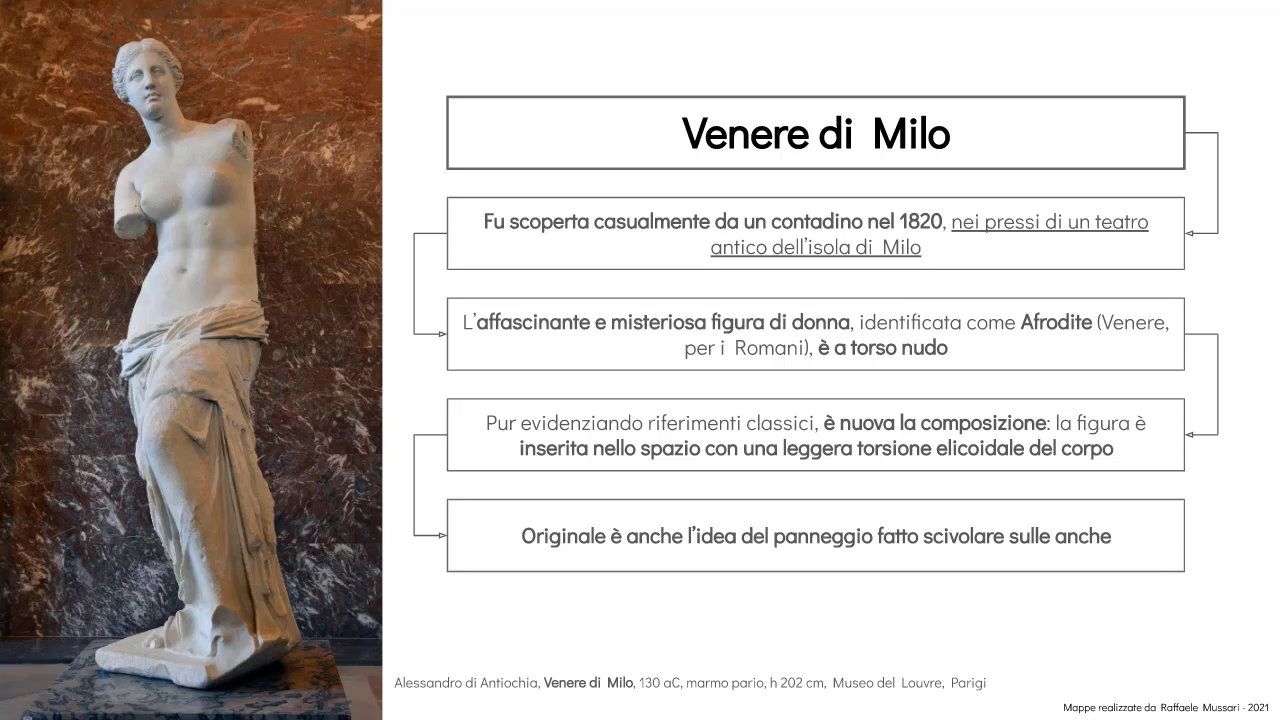 Venere di Milo
Fu scoperta casualmente da un contadino nel 1820, nei pressi di un teatro
antico dell'isola di Milo
L'affascinante e misteriosa figura di donna, identificata come Afrodite (Venere,
per i Romani), è a torso nudo
Pur evidenziando riferimenti classici, è nuova la composizione: la figura è
inserita nello spazio con una leggera torsione elicoidale del corpo
Originale è anche l'idea del panneggio fatto scivolare sulle anche
Alessandro di Antiochia, Venere di Milo, 130 aC, marmo pario, h 202 cm, Museo del Louvre, Parigi
Mappe realizzate da Raffaele Mussari - 2021